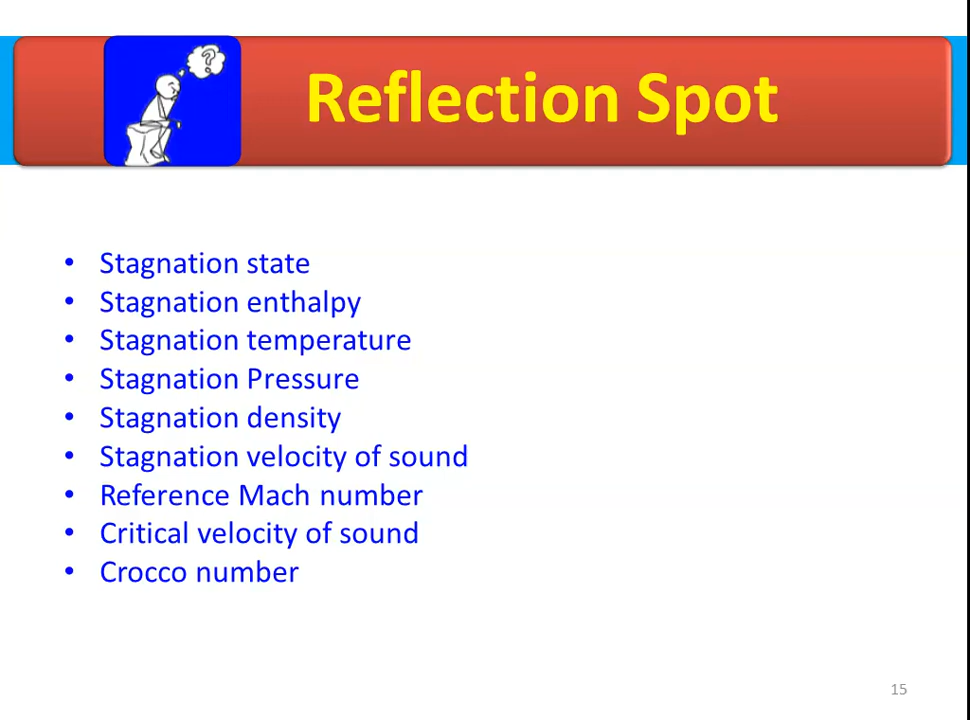 ?
Reflection Spot
• Stagnation state
• Stagnation enthalpy
• Stagnation temperature
• Stagnation Pressure
• Stagnation density
• Stagnation velocity of sound
• Reference Mach number
• Critical velocity of sound
• Crocco number
15